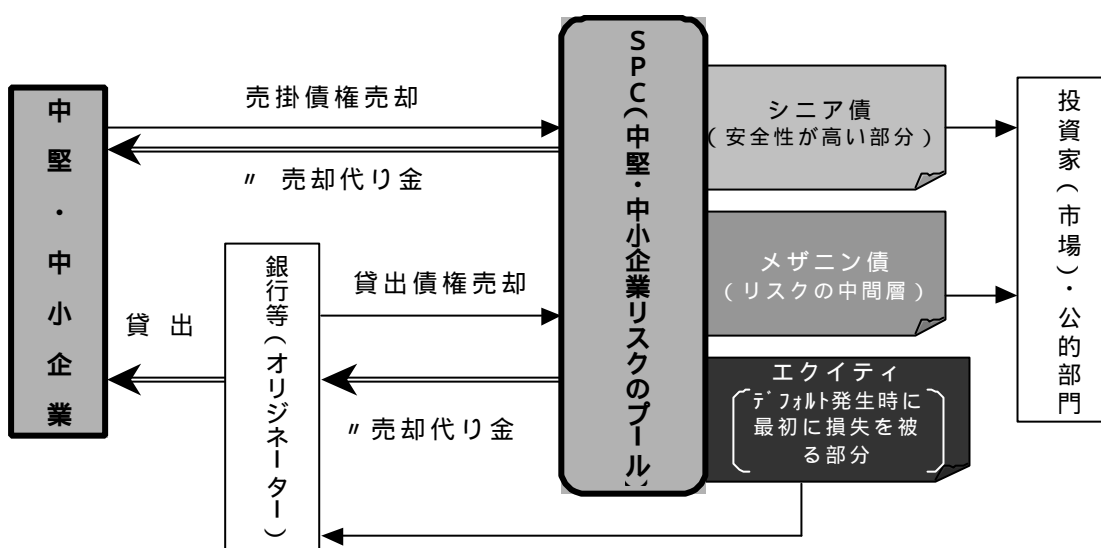 中堅・中小企業
売掛債権売却
〃 売却代り金
貸 出
銀行等（オリジネーター）
貸出債権売却
〃売却代り金
SPC（中堅・中小企業リスクのプール）
シニア債
（安全性が高い部分）
メザニン債
（リスクの中間層）
エクイティ
ﾃﾞﾌｫﾙﾄ発生時に
最初に損失を被
る部分
投資家（市場）・公的部門